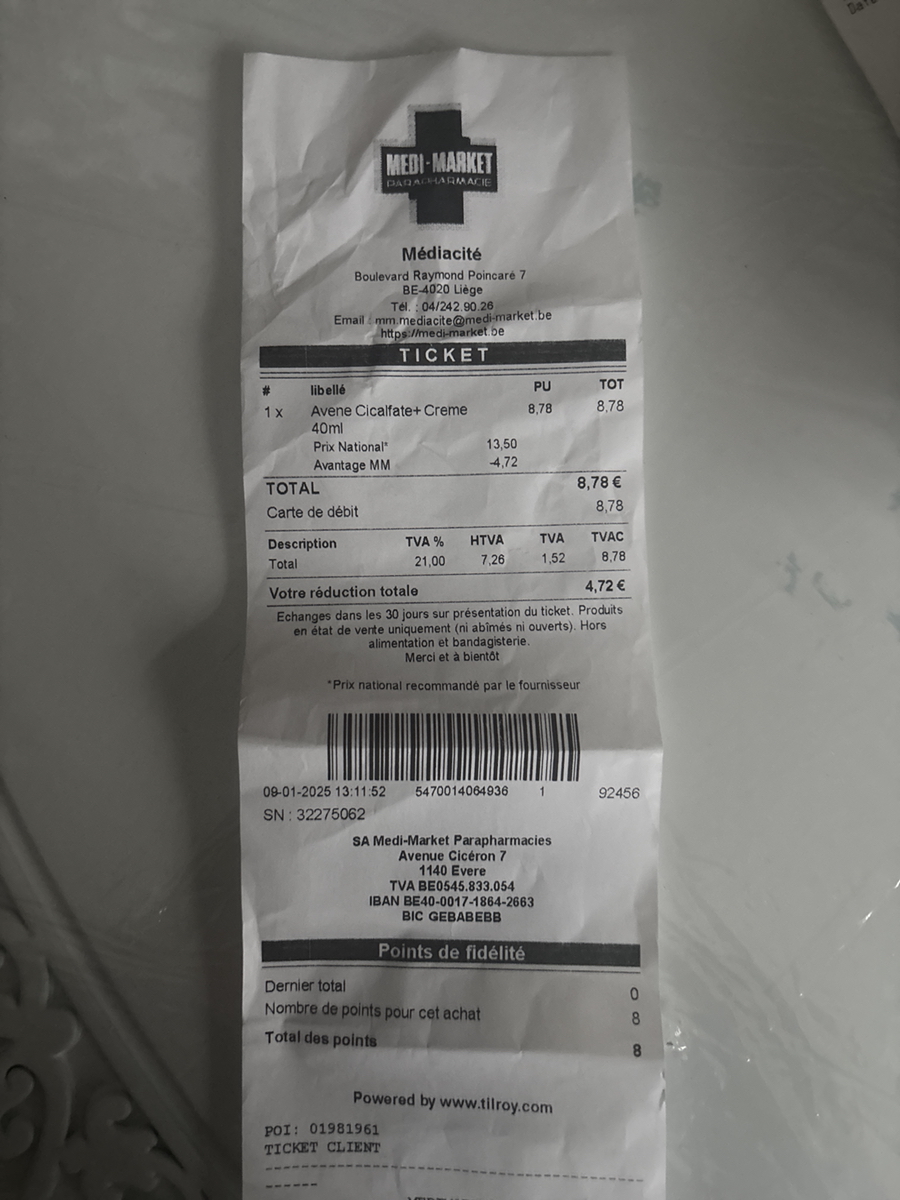 MEDI-MARKET
PARAPHARMACIE
Médiacité
Boulevard Raymond Poincaré 7
BE-4020 Liège
Tél. : 04/242.90.26
Email : mm.mediacite@medi-market.be
https://medi-market.be
TICKET
# libellé PU TOT
1 x Avene Cicalfate+ Creme 8,78 8,78
40ml
Prix National* 13,50
Avantage MM -4,72
TOTAL 8,78 €
Carte de débit 8,78
Description TVA % HTVA TVA TVAC
Total 21,00 7,26 1,52 8,78
Votre réduction totale 4,72 €
Echanges dans les 30 jours sur présentation du ticket. Produits
en état de vente uniquement (ni abîmés ni ouverts). Hors
alimentation et bandagisterie.
Merci et à bientôt
*Prix national recommandé par le fournisseur
09-01-2025 13:11:52 5470014064936 1 92456
SN : 32275062
SA Medi-Market Parapharmacies
Avenue Cicéron 7
1140 Evere
TVA BE0545.833.054
IBAN BE40-0017-1864-2663
BIC GEBABEBB
Points de fidélité
Dernier total 0
Nombre de points pour cet achat 8
Total des points 8
Powered by www.tilroy.com
POI: 01981961
TICKET CLIENT